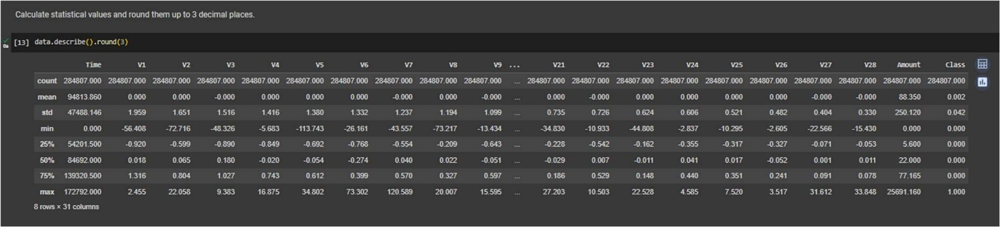 Calculate statistical values and round them up to 3 decimal places.
0s [13] data.describe().round(3)
Time V1 V2 V3 V4 V5 V6 V7 V8 V9 ... V21 V22 V23 V24 V25 V26 V27 V28 Amount Class
count 284807.000 284807.000 284807.000 284807.000 284807.000 284807.000 284807.000 284807.000 284807.000 284807.000 ... 284807.000 284807.000 284807.000 284807.000 284807.000 284807.000 284807.000 284807.000 284807.000 284807.000
mean 94813.860 0.000 0.000 -0.000 0.000 0.000 0.000 -0.000 0.000 -0.000 ... 0.000 -0.000 0.000 0.000 0.000 0.000 -0.000 -0.000 88.350 0.002
std 47488.146 1.959 1.651 1.516 1.416 1.380 1.332 1.237 1.194 1.099 ... 0.735 0.726 0.624 0.606 0.521 0.482 0.404 0.330 250.120 0.042
min 0.000 -56.408 -72.716 -48.326 -5.683 -113.743 -26.161 -43.557 -73.217 -13.434 ... -34.830 -10.933 -44.808 -2.837 -10.295 -2.605 -22.566 -15.430 0.000 0.000
25% 54201.500 -0.920 -0.599 -0.890 -0.849 -0.692 -0.768 -0.554 -0.209 -0.643 ... -0.228 -0.542 -0.162 -0.355 -0.317 -0.327 -0.071 -0.053 5.600 0.000
50% 84692.000 0.018 0.065 0.180 -0.020 -0.054 -0.274 0.040 0.022 -0.051 ... -0.029 0.007 -0.011 0.041 0.017 -0.052 0.001 0.011 22.000 0.000
75% 139320.500 1.316 0.804 1.027 0.743 0.612 0.399 0.570 0.327 0.597 ... 0.186 0.529 0.148 0.440 0.351 0.241 0.091 0.078 77.165 0.000
max 172792.000 2.455 22.058 9.383 16.875 34.802 73.302 120.589 20.007 15.595 ... 27.203 10.503 22.528 4.585 7.520 3.517 31.612 33.848 25691.160 1.000
8 rows × 31 columns